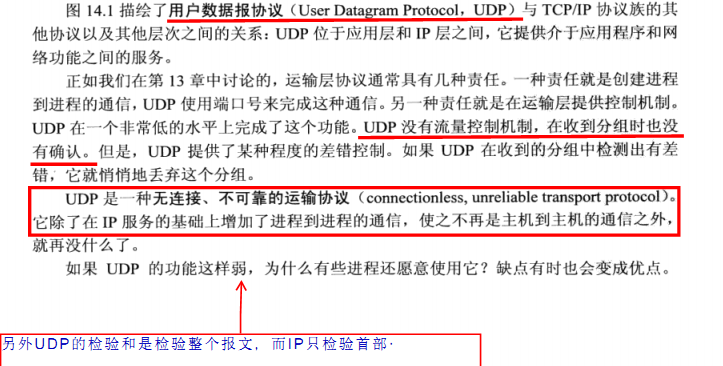 图 14.1 描绘了用户数据报协议（User Datagram Protocol，UDP）与 TCP/IP 协议族的其
他协议以及其他层次之间的关系：UDP 位于应用层和 IP 层之间，它提供介于应用程序和网
络功能之间的服务。
正如我们在第 13 章中讨论的，运输层协议通常具有几种责任。一种责任就是创建进程
到进程的通信，UDP 使用端口号来完成这种通信。另一种责任就是在运输层提供控制机制。
UDP 在一个非常低的水平上完成了这个功能。UDP 没有流量控制机制，在收到分组时也没
有确认。但是，UDP 提供了某种程度的差错控制。如果 UDP 在收到的分组中检测出有差
错，它就悄悄地丢弃这个分组。
UDP 是一种无连接、不可靠的运输协议（connectionless, unreliable transport protocol）。
它除了在 IP 服务的基础上增加了进程到进程的通信，使之不再是主机到主机的通信之外，
就再没什么了。
如果 UDP 的功能这样弱，为什么有些进程还愿意使用它？缺点有时也会变成优点。
另外UDP的检验和是检验整个报文，而IP只检验首部·